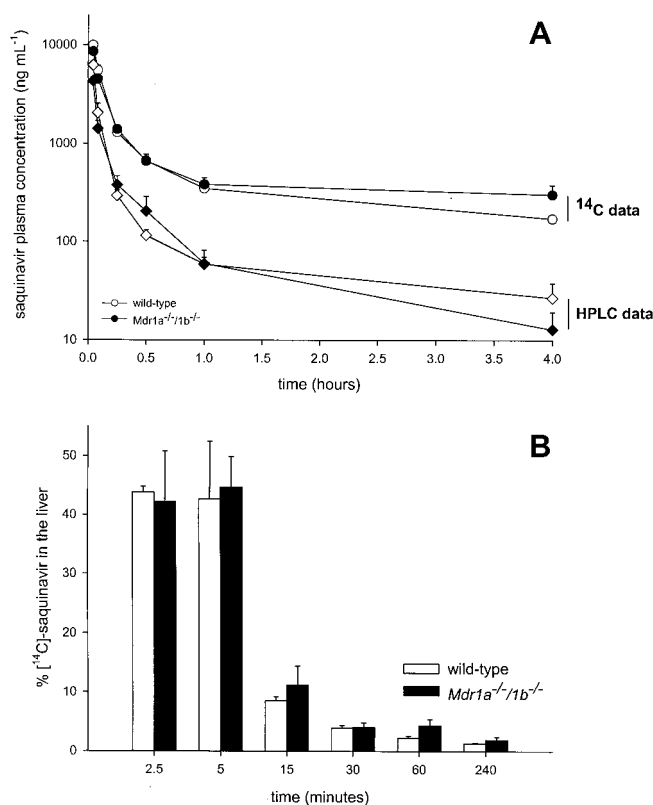 A
saquinavir plasma concentration (ng mL⁻¹)
10000
1000
100
10
¹⁴C data
HPLC data
wild-type
Mdr1a⁻/⁻/1b⁻/⁻
0.0 0.5 1.0 1.5 2.0 2.5 3.0 3.5 4.0
time (hours)
B
% [¹⁴C]-saquinavir in the liver
50
40
30
20
10
0
wild-type
Mdr1a⁻/⁻/1b⁻/⁻
2.5 5 15 30 60 240
time (minutes)